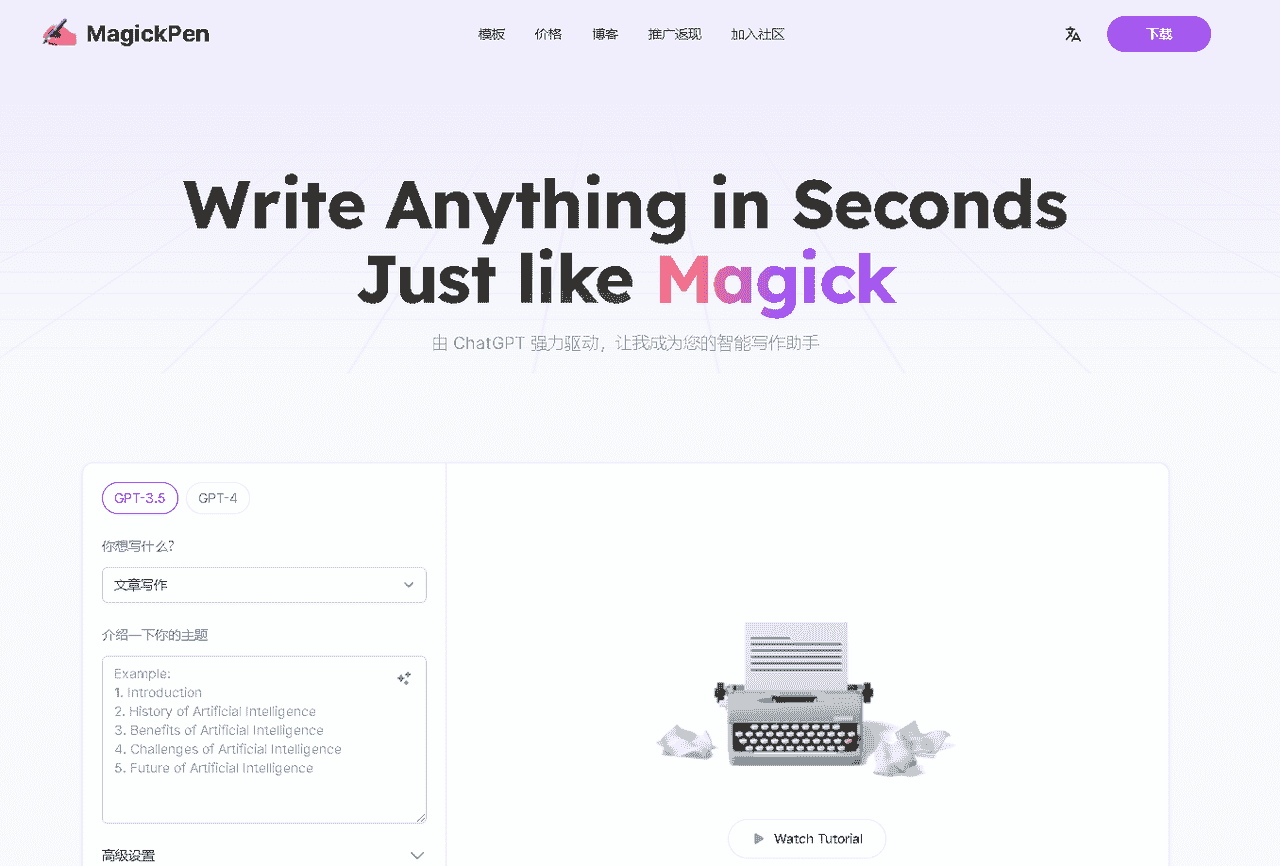 MagickPen
模板 价格 博客 推广返现 加入社区 下载
Write Anything in Seconds
Just like Magick
由 ChatGPT 强力驱动，让我成为您的智能写作助手
GPT-3.5 GPT-4
你想写什么?
文章写作
介绍一下你的主题
Example:
1. Introduction
2. History of Artificial Intelligence
3. Benefits of Artificial Intelligence
4. Challenges of Artificial Intelligence
5. Future of Artificial Intelligence
高级设置
Watch Tutorial